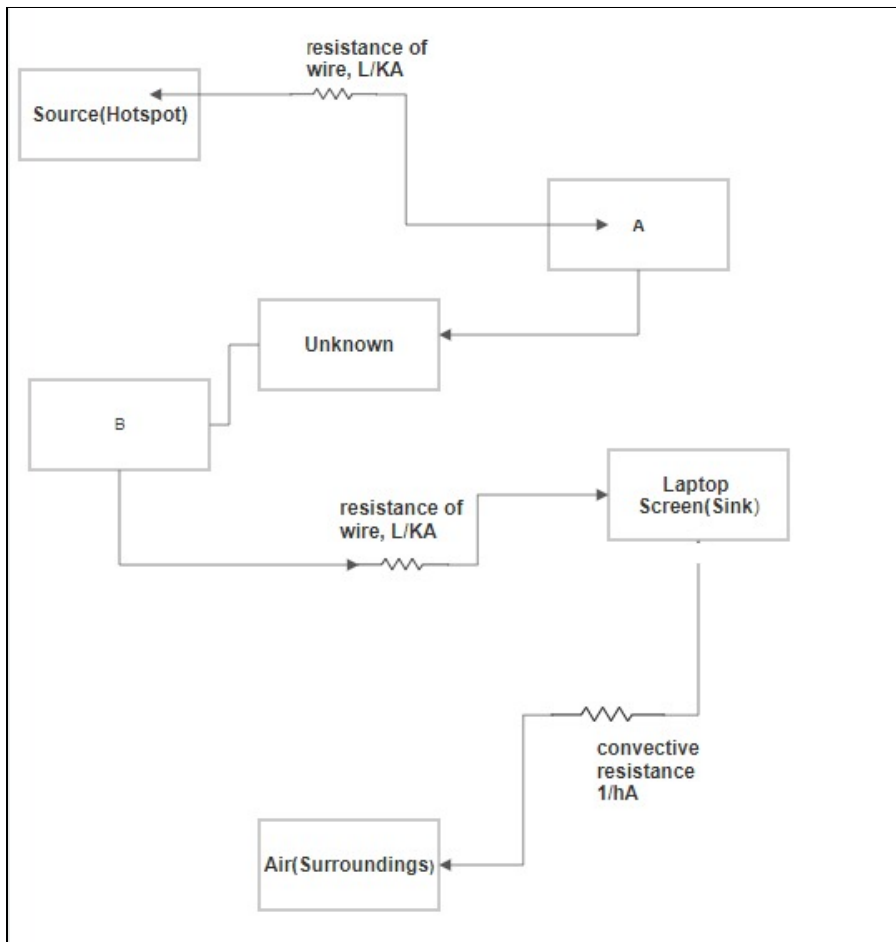 resistance of
wire, L/KA
Source(Hotspot)
A
Unknown
B
Laptop
Screen(Sink)
resistance of
wire, L/KA
convective
resistance
1/hA
Air(Surroundings)